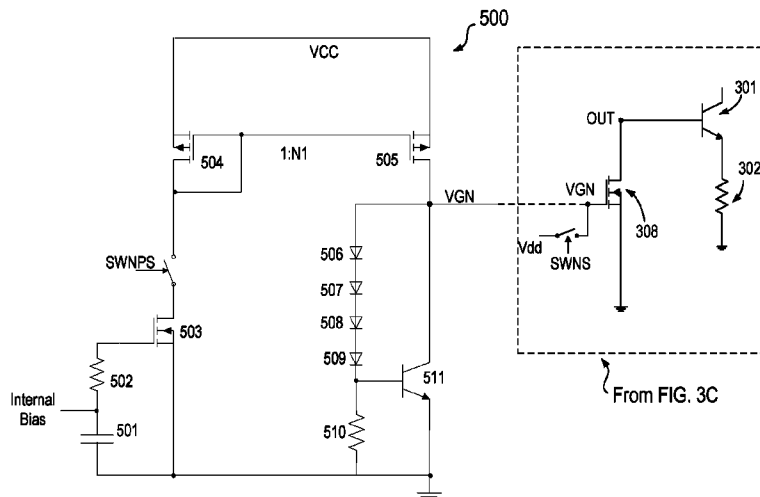 500
VCC
301
OUT
504
1:N1
505
302
VGN
VGN
308
Vdd
SWNS
506
SWNPS
507
508
503
509
511
502
From FIG. 3C
Internal
Bias
501
510